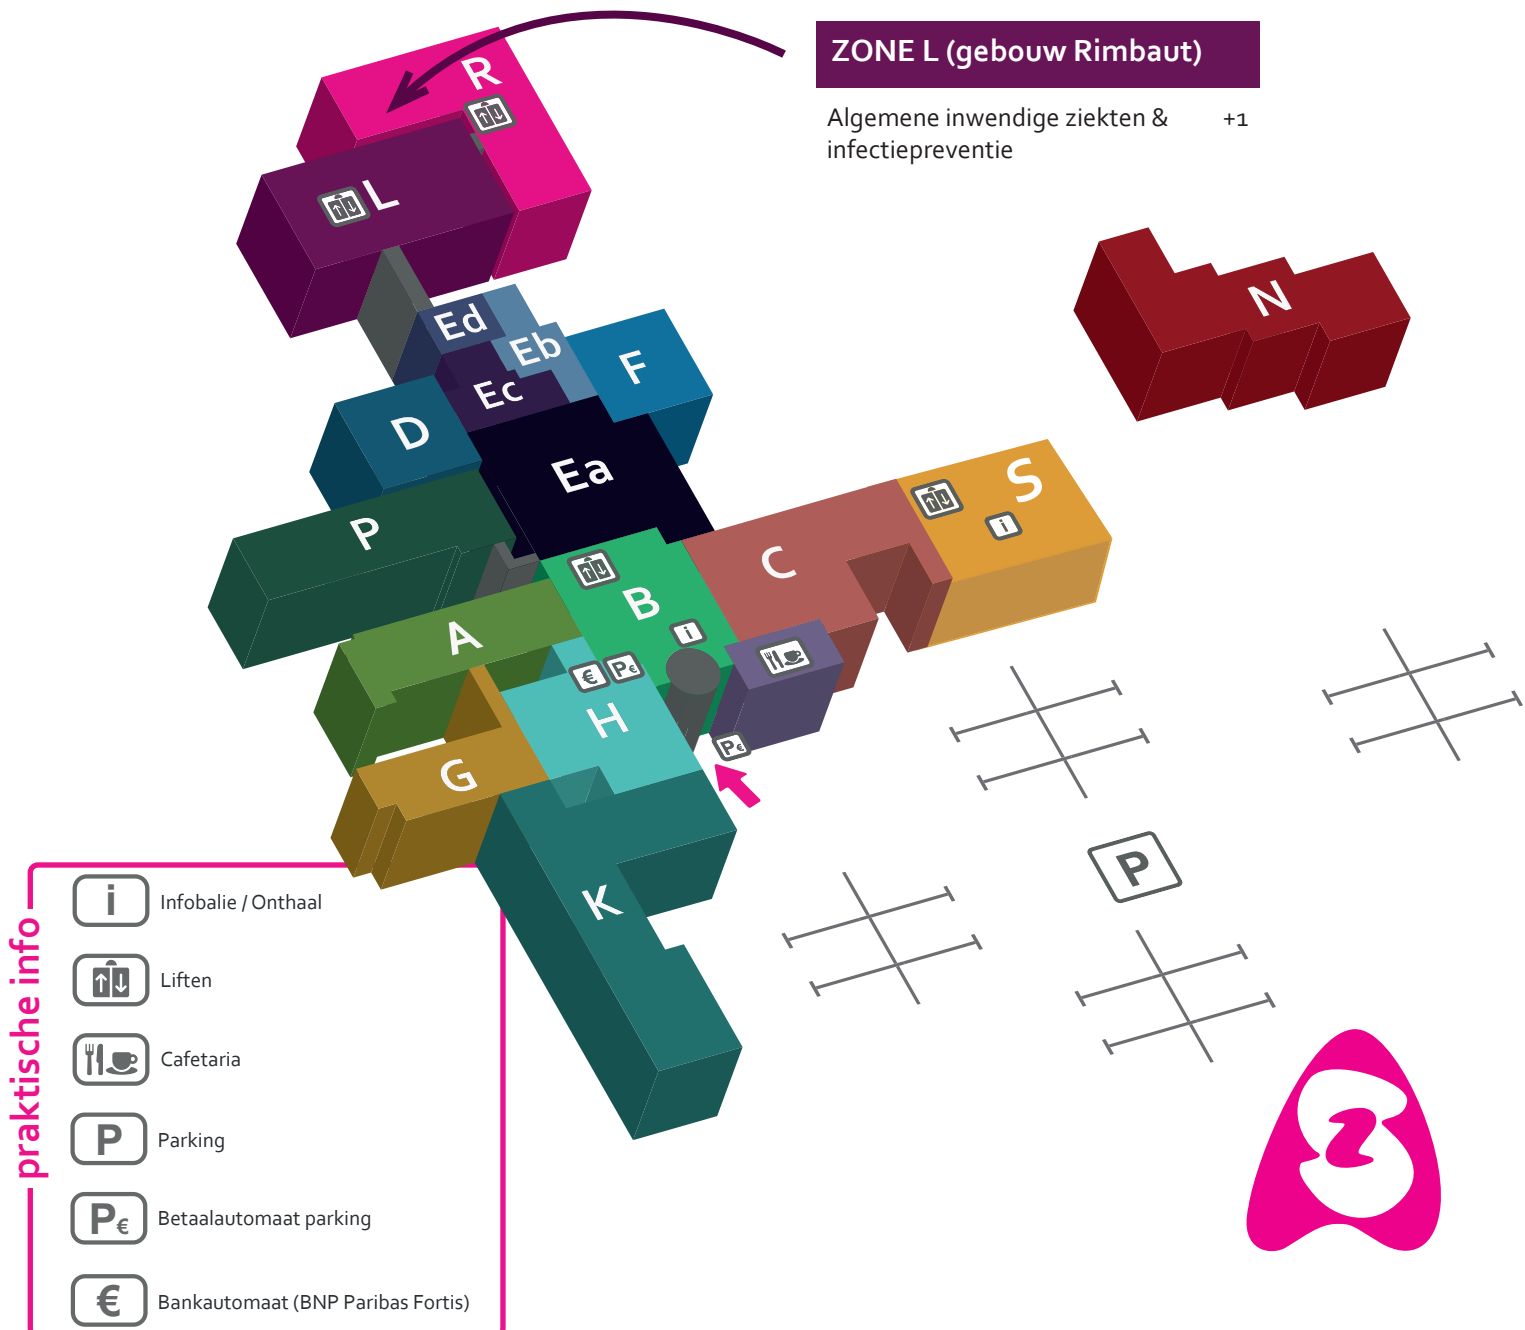 ZONE L (gebouw Rimbaut)
Algemene inwendige ziekten & +1
infectiepreventie
R
L
Ed
Eb
Ec
F
D
Ea
N
S
i
P
C
B
i
A
€ P€
H
P€
G
K
P
praktische info
i Infobalie / Onthaal
Liften
Cafetaria
P Parking
P€ Betaalautomaat parking
€ Bankautomaat (BNP Paribas Fortis)